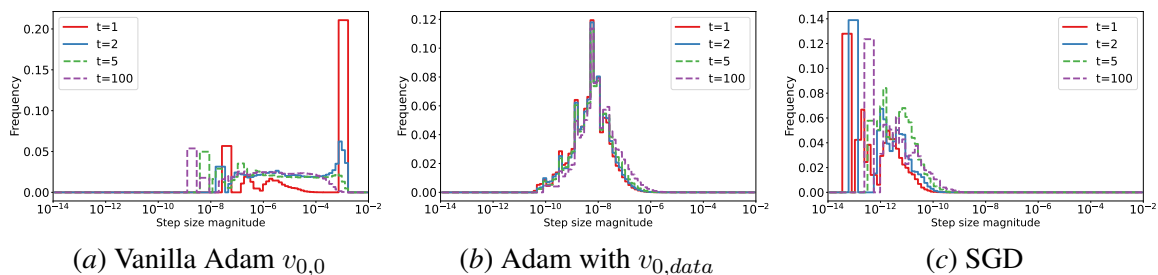 t=1
t=2
t=5
t=100
Frequency
0.20
0.15
0.10
0.05
0.00
10^{-14} 10^{-12} 10^{-10} 10^{-8} 10^{-6} 10^{-4} 10^{-2}
Step size magnitude
(a) Vanilla Adam v_{0,0}
t=1
t=2
t=5
t=100
Frequency
0.12
0.10
0.08
0.06
0.04
0.02
0.00
10^{-14} 10^{-12} 10^{-10} 10^{-8} 10^{-6} 10^{-4} 10^{-2}
Step size magnitude
(b) Adam with v_{0,data}
t=1
t=2
t=5
t=100
Frequency
0.14
0.12
0.10
0.08
0.06
0.04
0.02
0.00
10^{-14} 10^{-12} 10^{-10} 10^{-8} 10^{-6} 10^{-4} 10^{-2}
Step size magnitude
(c) SGD